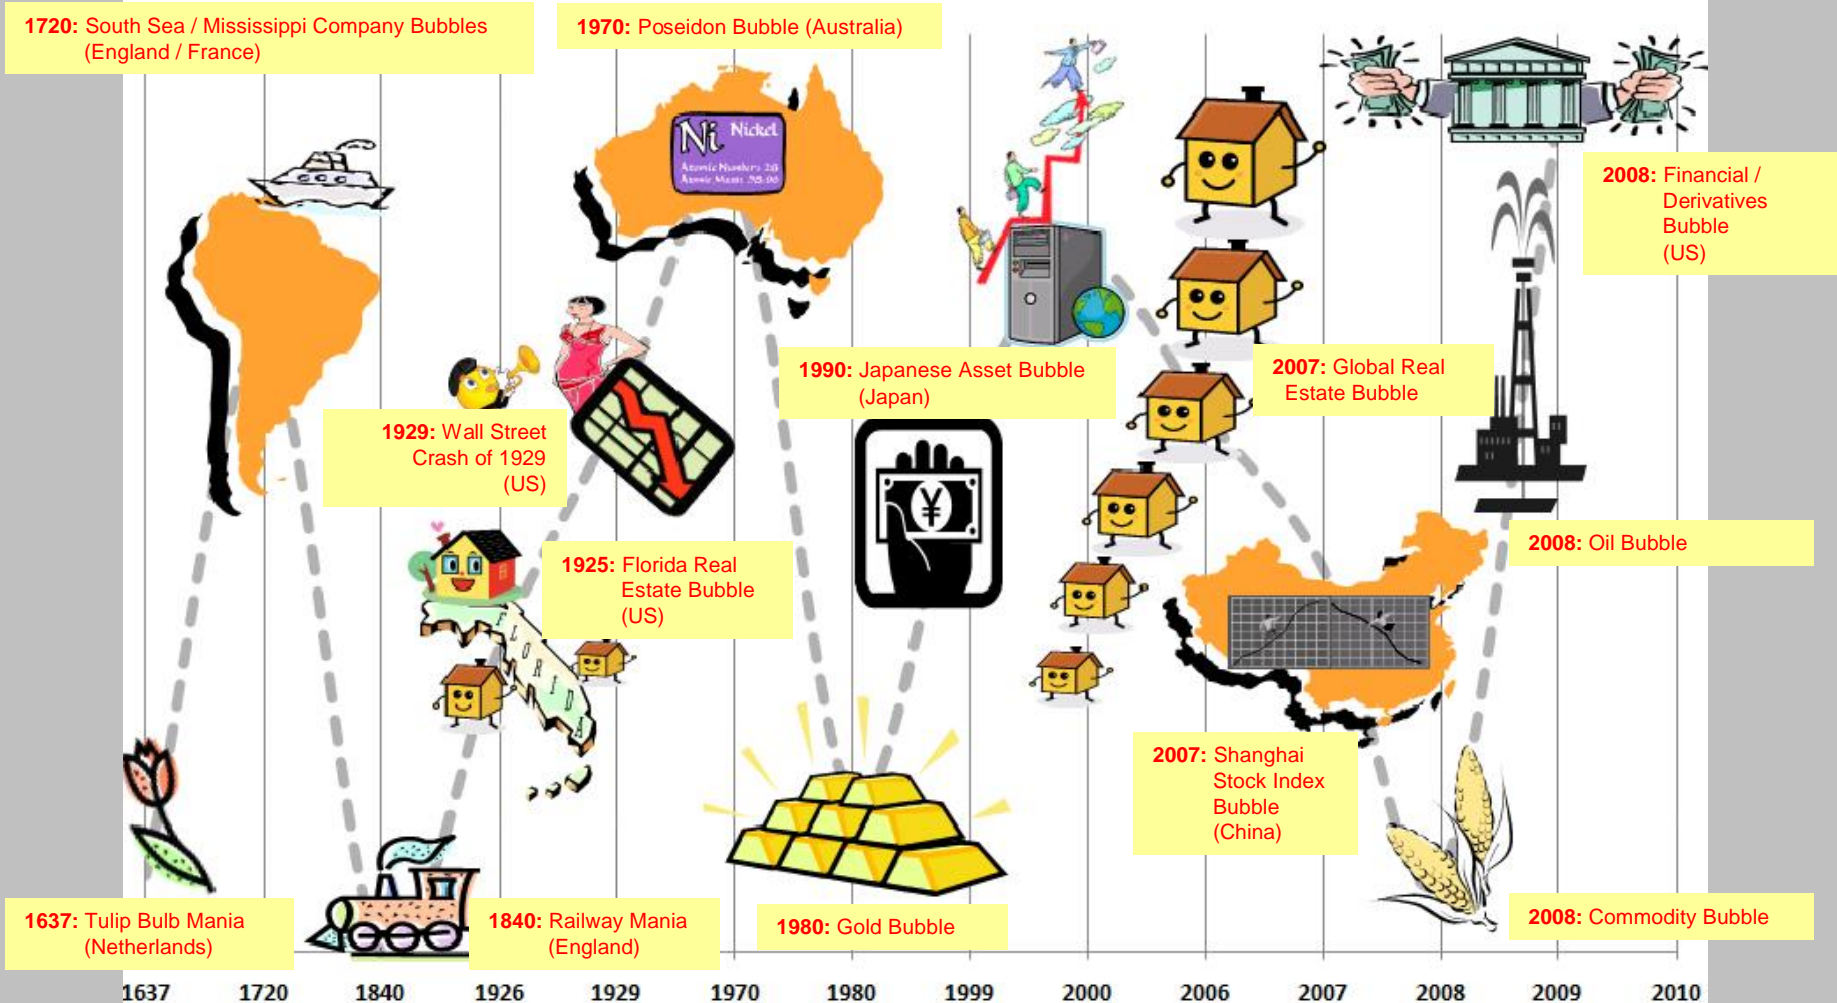 1720: South Sea / Mississippi Company Bubbles
(England / France)
1970: Poseidon Bubble (Australia)
Ni Nickel
2008: Financial /
Derivatives
Bubble
(US)
1990: Japanese Asset Bubble
(Japan)
2007: Global Real
Estate Bubble
1929: Wall Street
Crash of 1929
(US)
¥
1925: Florida Real
Estate Bubble
(US)
FLORIDA
2008: Oil Bubble
2007: Shanghai
Stock Index
Bubble
(China)
1637: Tulip Bulb Mania
(Netherlands)
1840: Railway Mania
(England)
1980: Gold Bubble
2008: Commodity Bubble
1637 1720 1840 1926 1929 1970 1980 1999 2000 2006 2007 2008 2009 2010